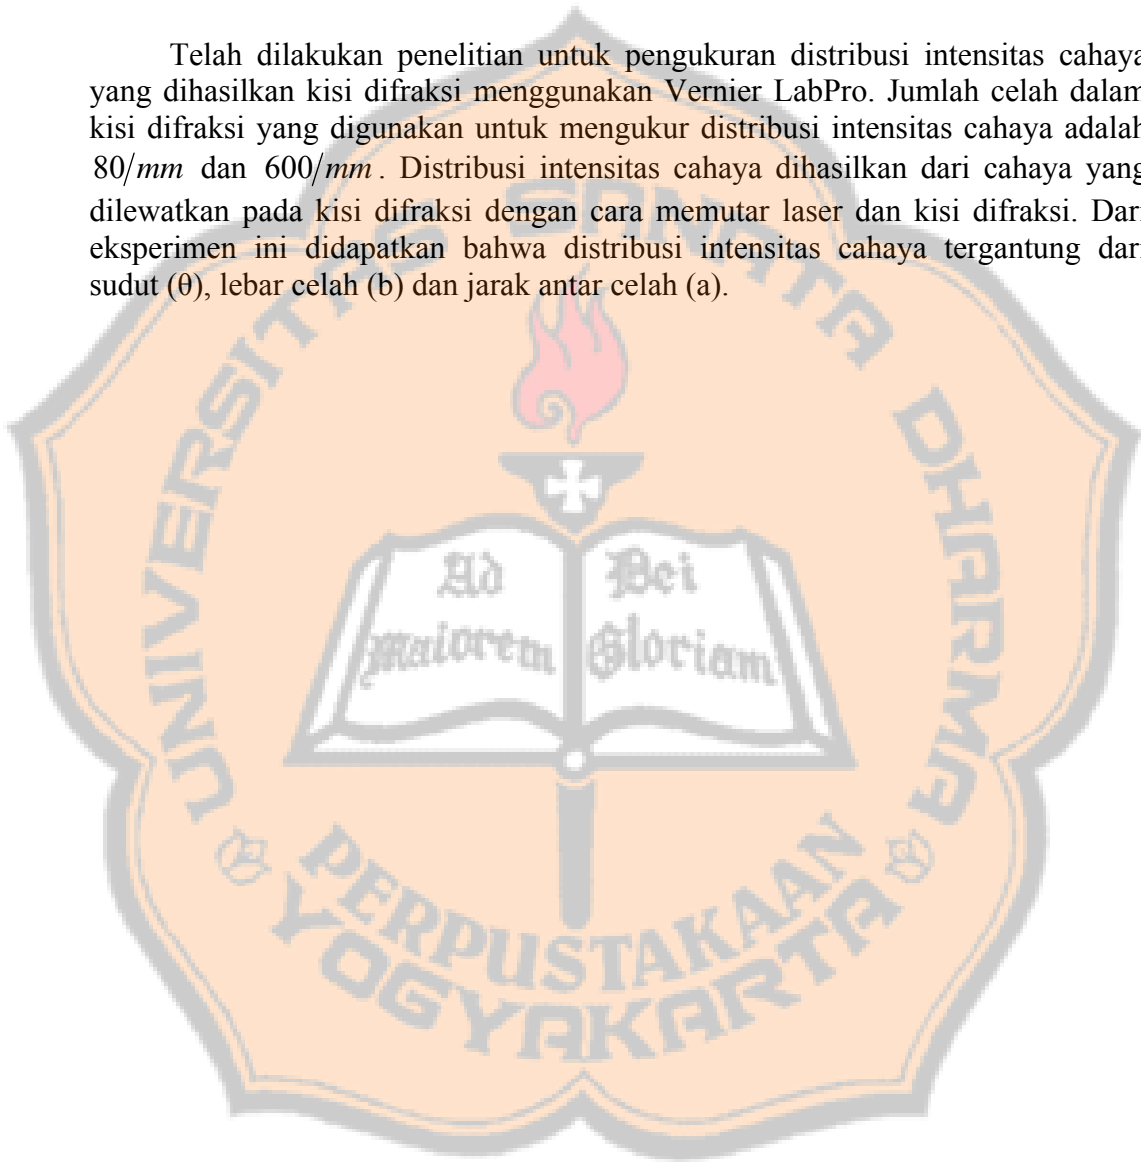 Telah dilakukan penelitian untuk pengukuran distribusi intensitas cahaya
yang dihasilkan kisi difraksi menggunakan Vernier LabPro. Jumlah celah dalam
kisi difraksi yang digunakan untuk mengukur distribusi intensitas cahaya adalah
80/mm dan 600/mm. Distribusi intensitas cahaya dihasilkan dari cahaya yang
dilewatkan pada kisi difraksi dengan cara memutar laser dan kisi difraksi. Dari
eksperimen ini didapatkan bahwa distribusi intensitas cahaya tergantung dari
sudut (θ), lebar celah (b) dan jarak antar celah (a).
UNIVERSITAS SANATA DHARMA
Ad Dei
maiorem Gloriam
PERPUSTAKAAN
YOGYAKARTA